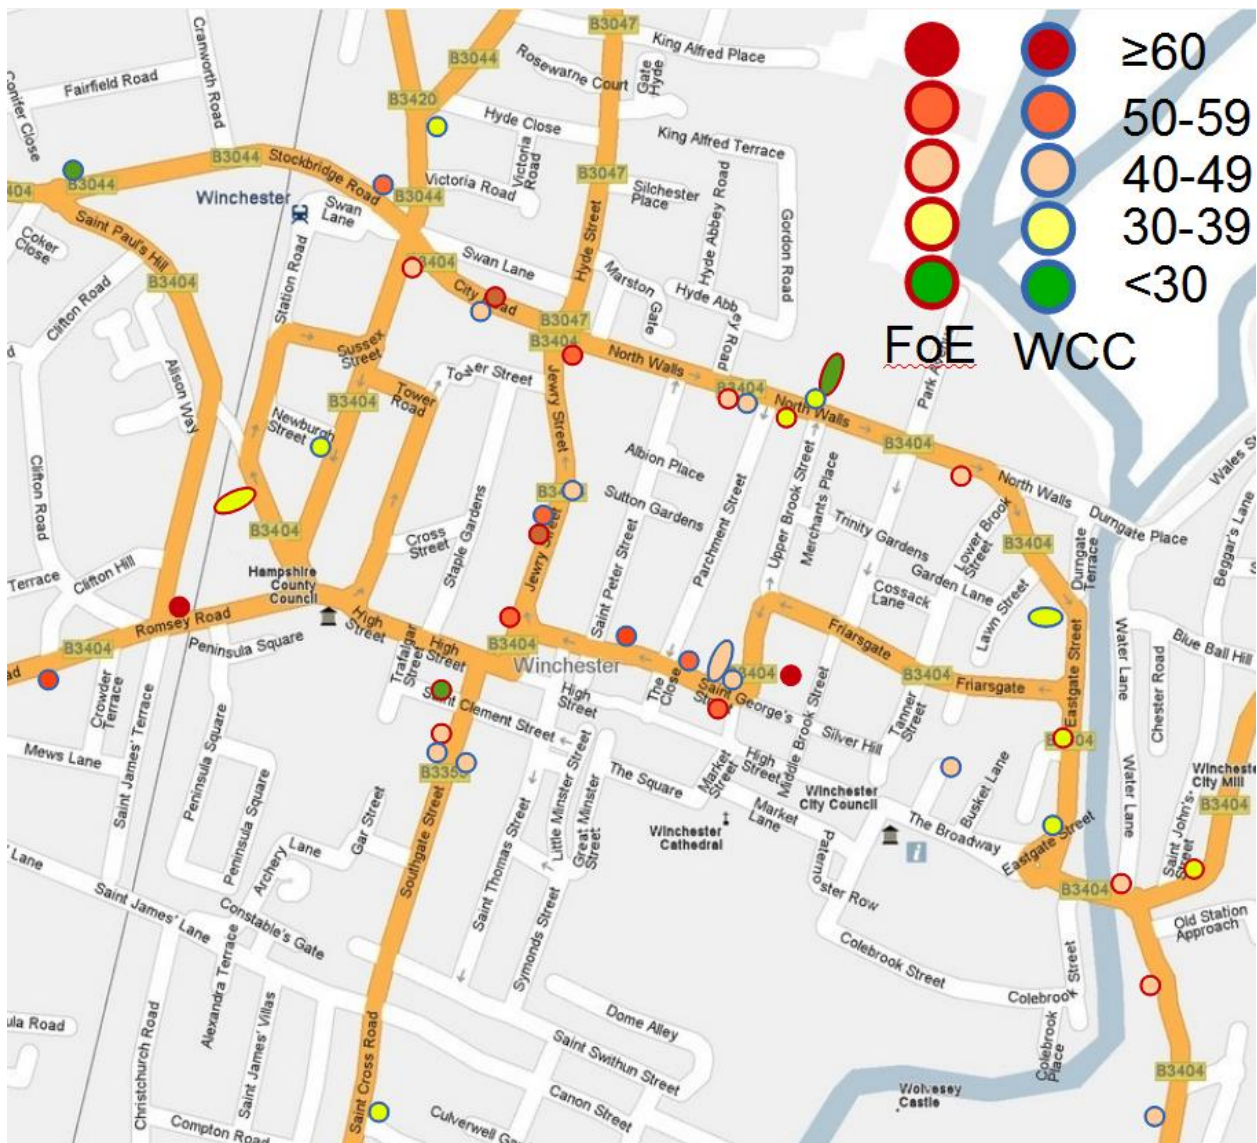 B3047
King Alfred Place
Cranworth Road
B3044
Rosewarne Court
Gate
Hyde
≥60
Conifer Close
Fairfield Road
B3420
Hyde Close
50-59
King Alfred Terrace
B3044
Stockbridge Road
Victoria Road
Victoria
Road
B3047
40-49
B3044
Winchester
Swan
Lane
B3044
Silchester
Place
Hyde Abbey Road
Gordon Road
30-39
Coker
Close
Saint Paul's Hill
Station Road
B3404
Swan Lane
Hyde Street
Marston
Gate
Hyde Abbey Road
<30
Clifton Road
B3404
City Road
B3047
FoE
WCC
Sussex
Street
B3404
North Walls
Park Avenue
Alison Way
Tower
Road
Tower Street
B3404
B3404
North Walls
B3404
Newburgh
Street
Jewry Street
Albion Place
Clifton Road
Sutton Gardens
Parchment Street
Upper Brook Street
Merchants Place
North Walls
Wales St
B3404
Staple Gardens
Trinity Gardens
Lower Brook
Street
Durngate Place
Cross
Street
Saint Peter Street
B3404
Durngate
Terrace
Beggar's Lane
Terrace
Clifton Hill
Hampshire
County
Council
Jewry Street
Cossack
Lane
Garden Lane
Lawn Street
Romsey Road
High
Street
Friarsgate
Water Lane
Blue Ball Hill
B3404
Peninsula Square
Trafalgar
Street
High
Street
B3404
Winchester
The
Close
B3404
B3404
Friarsgate
Eastgate Street
Crowder
Terrace
Saint Clement Street
High
Street
Saint George's
Street
Middle Brook Street
Tanner
Street
Chester Road
Mews Lane
Saint James' Terrace
Peninsula Square
Silver Hill
Peninsula Square
The Square
Market
Street
High
Street
Winchester
City Council
Busket Lane
Water Lane
Winchester
City Mill
B3404
Gar Street
Southgate Street
Little Minster Street
Great Minster
Street
Winchester
Cathedral
Market
Lane
The Broadway
Saint John's
Street
Archery Lane
Saint Thomas Street
Paternoster Row
Eastgate Street
B3404
Saint James' Lane
Constable's Gate
Symonds Street
Old Station
Approach
Colebrook Street
Alexandra Terrace
Colebrook Street
Christchurch Road
Saint James' Villas
Dome Alley
Colebrook
Place
Saint Cross Road
Saint Swithun Street
B3404
Wolvesey
Castle
Canon Street
Compton Road